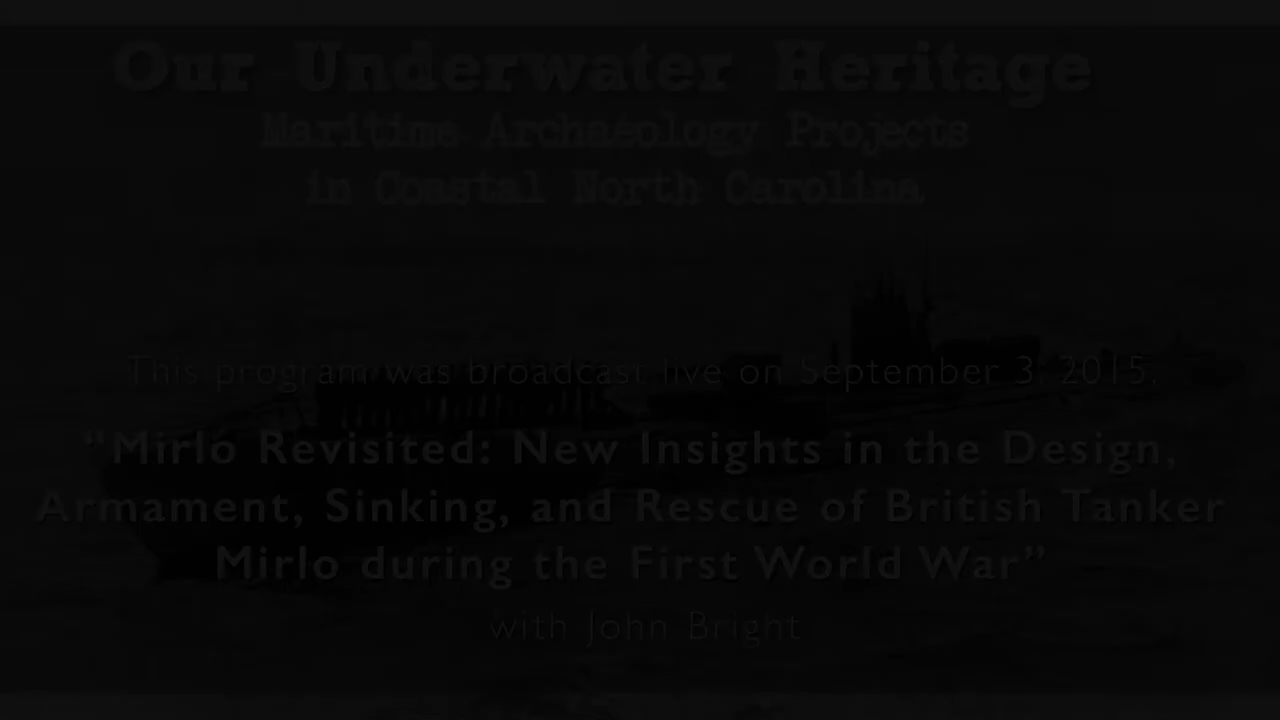 Our Underwater Heritage
Maritime Archaeology Projects
in Coastal North Carolina
This program was broadcast live on September 3, 2015.
"Mirlo Revisited: New Insights in the Design,
Armament, Sinking, and Rescue of British Tanker
Mirlo during the First World War"
with John Bright